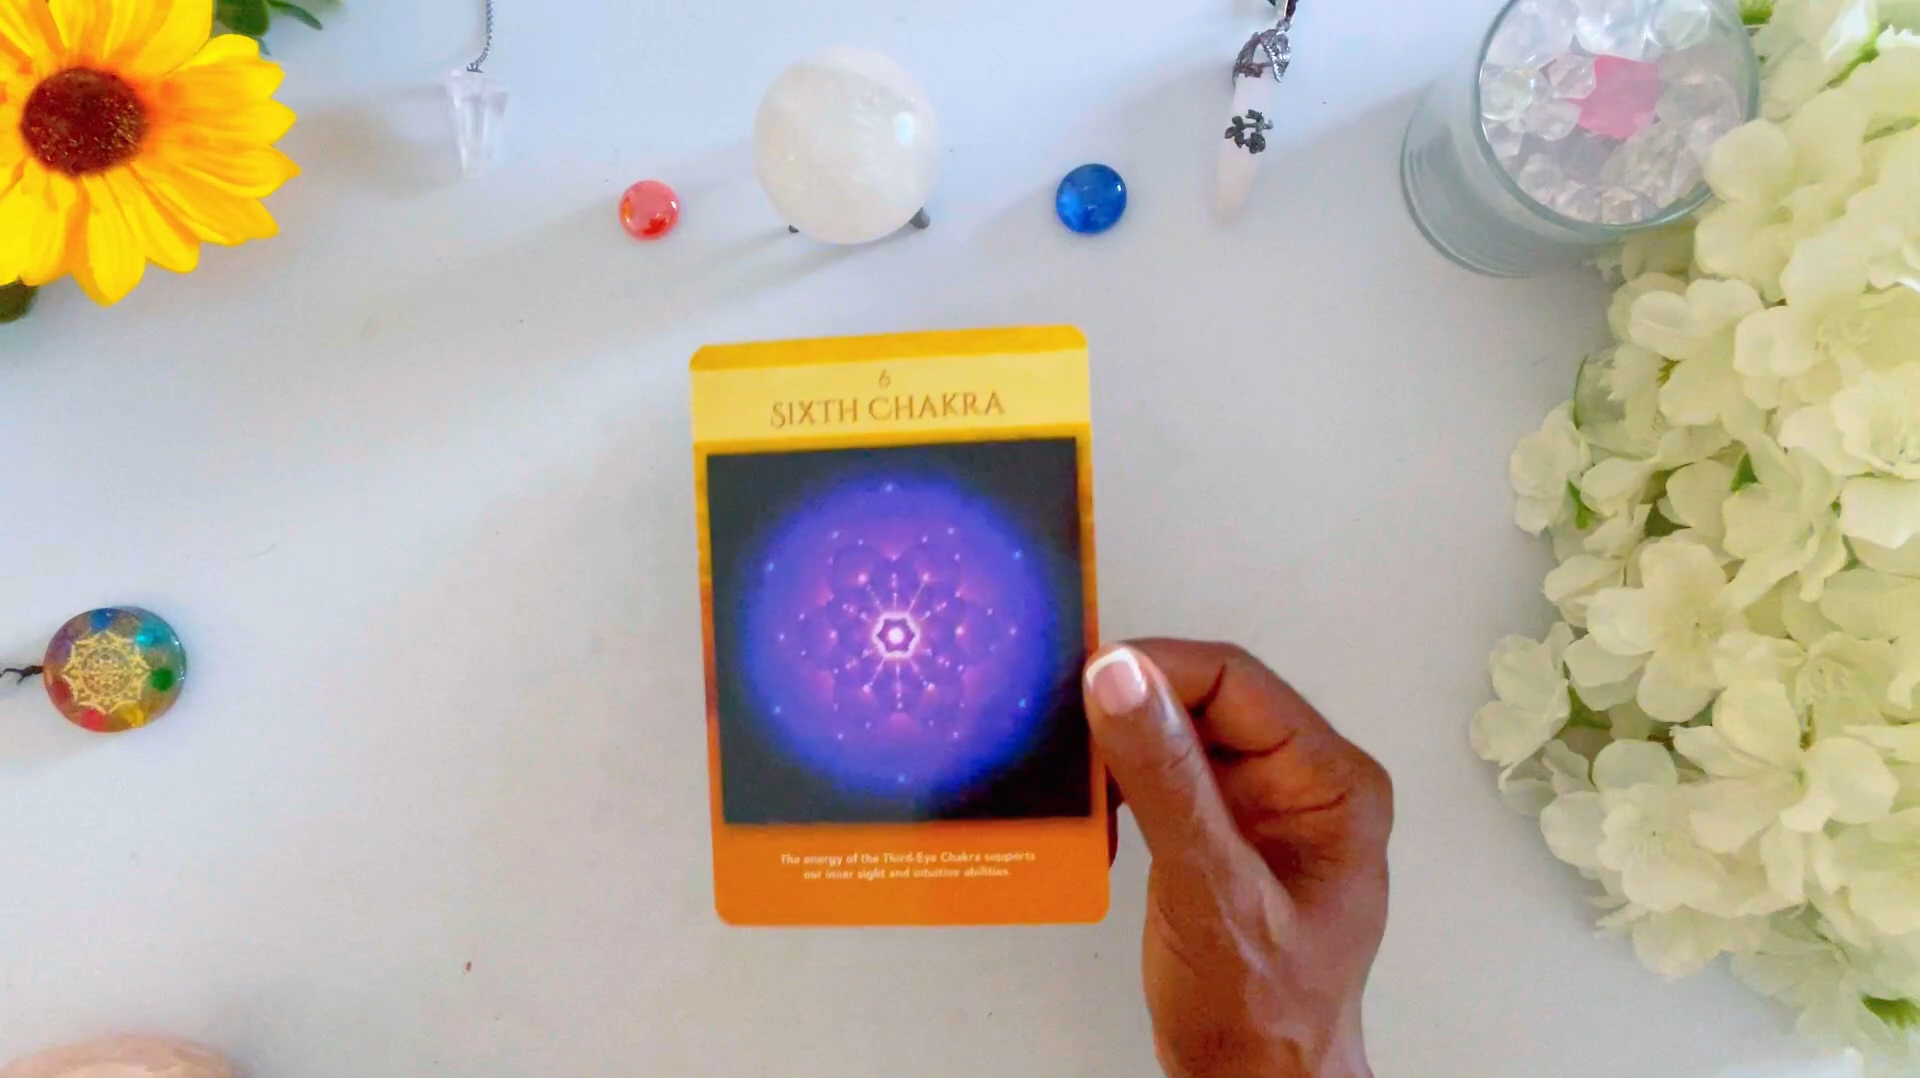 6
SIXTH CHAKRA
The energy of the Third-Eye Chakra supports
our inner sight and intuitive abilities.